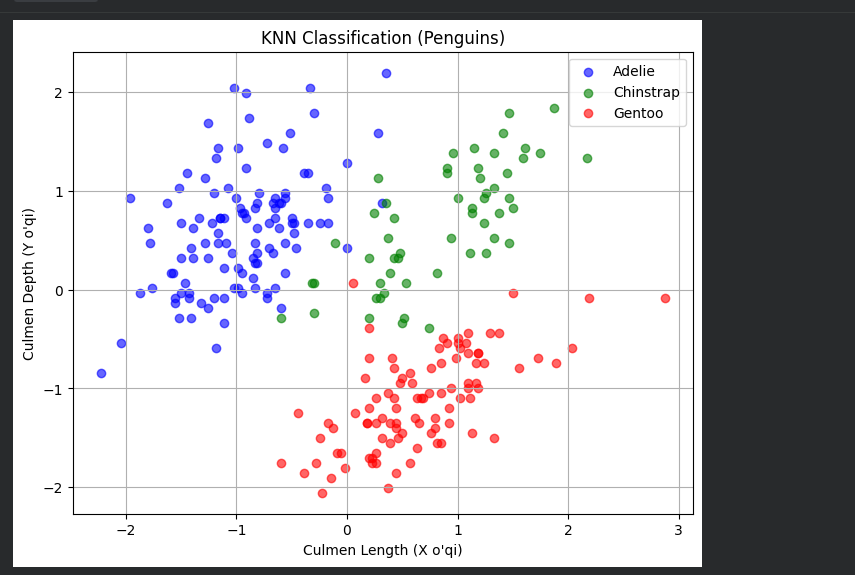 KNN Classification (Penguins)
Adelie
Chinstrap
Gentoo
Culmen Depth (Y o'qi)
2
1
0
−1
−2
−2 −1 0 1 2 3
Culmen Length (X o'qi)